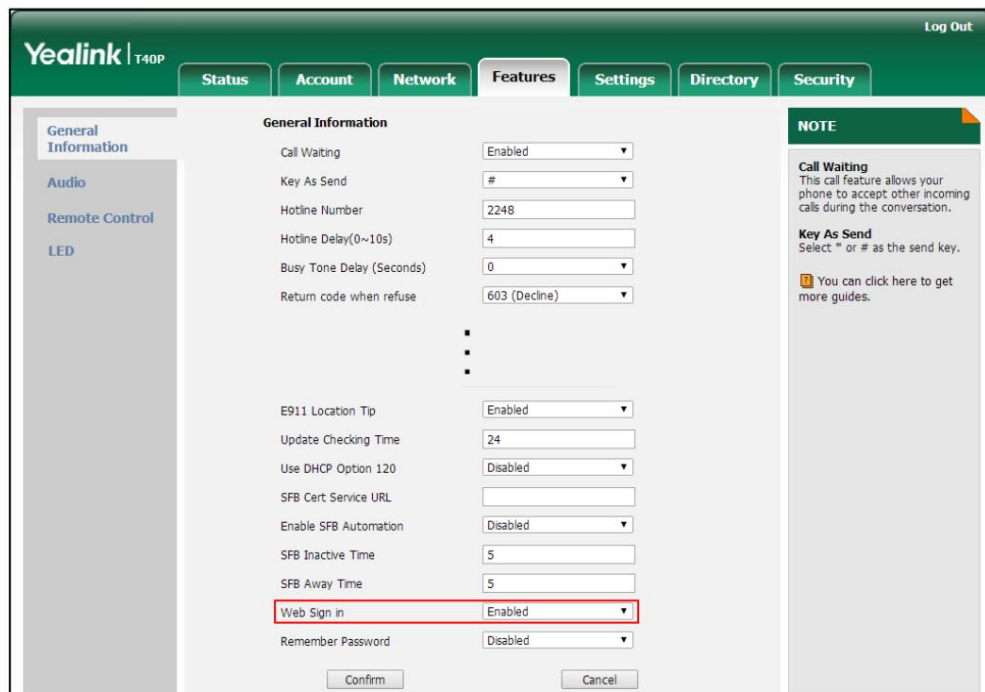 Log Out
Yealink | T40P
Status Account Network Features Settings Directory Security
General
Information
Audio
Remote Control
LED
General Information
Call Waiting Enabled
Key As Send #
Hotline Number 2248
Hotline Delay(0~10s) 4
Busy Tone Delay (Seconds) 0
Return code when refuse 603 (Decline)
E911 Location Tip Enabled
Update Checking Time 24
Use DHCP Option 120 Disabled
SFB Cert Service URL
Enable SFB Automation Disabled
SFB Inactive Time 5
SFB Away Time 5
Web Sign in Enabled
Remember Password Disabled
Confirm Cancel
NOTE
Call Waiting
This call feature allows your
phone to accept other incoming
calls during the conversation.
Key As Send
Select * or # as the send key.
You can click here to get
more guides.